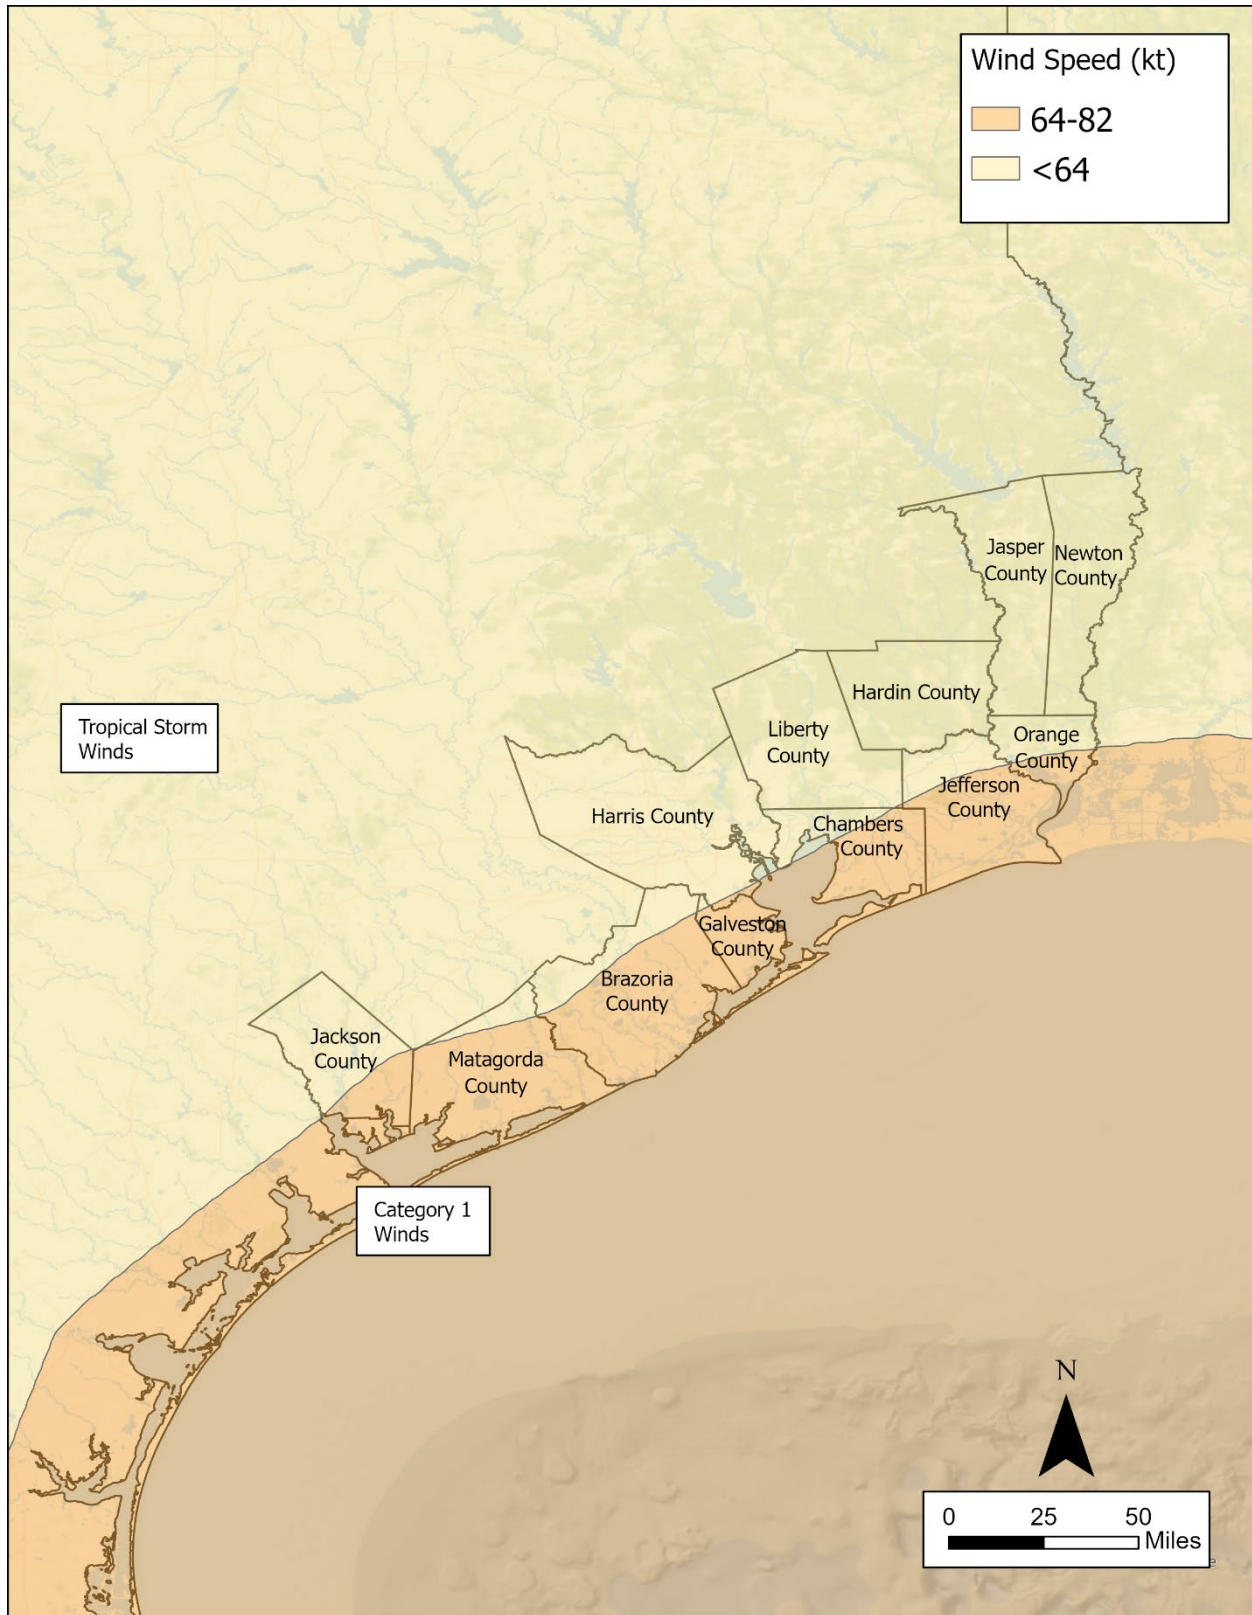 Wind Speed (kt)
64-82
<64
Jasper
County
Newton
County
Hardin County
Liberty
County
Orange
County
Tropical Storm
Winds
Jefferson
County
Harris County
Chambers
County
Galveston
County
Brazoria
County
Jackson
County
Matagorda
County
Category 1
Winds
N
0 25 50
Miles
e